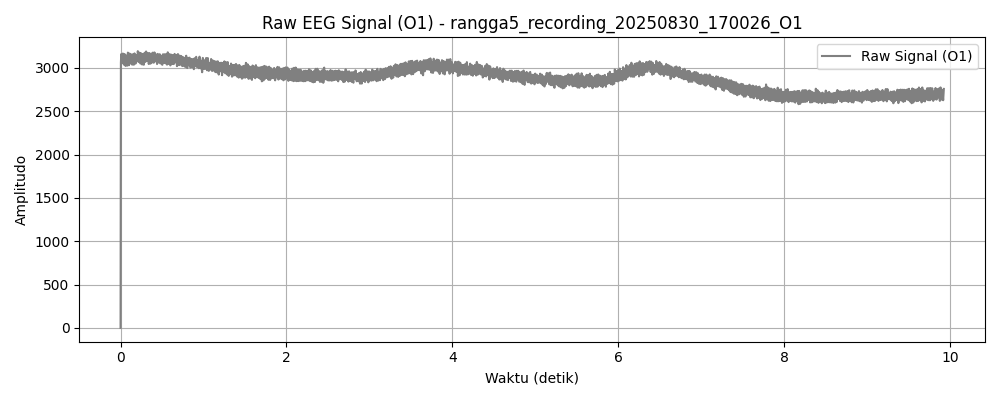 Raw EEG Signal (O1) - rangga5_recording_20250830_170026_O1
Raw Signal (O1)
3000
2500
2000
1500
1000
500
0
Amplitudo
0 2 4 6 8 10
Waktu (detik)